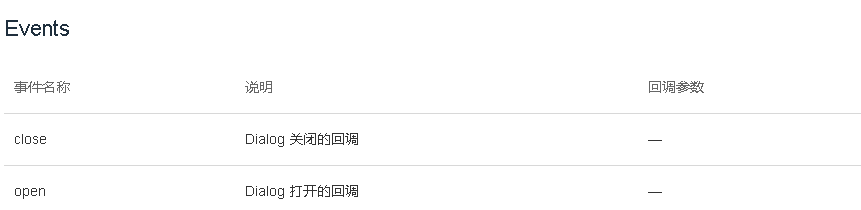 Events
事件名称 说明 回调参数
close Dialog 关闭的回调 —
open Dialog 打开的回调 —